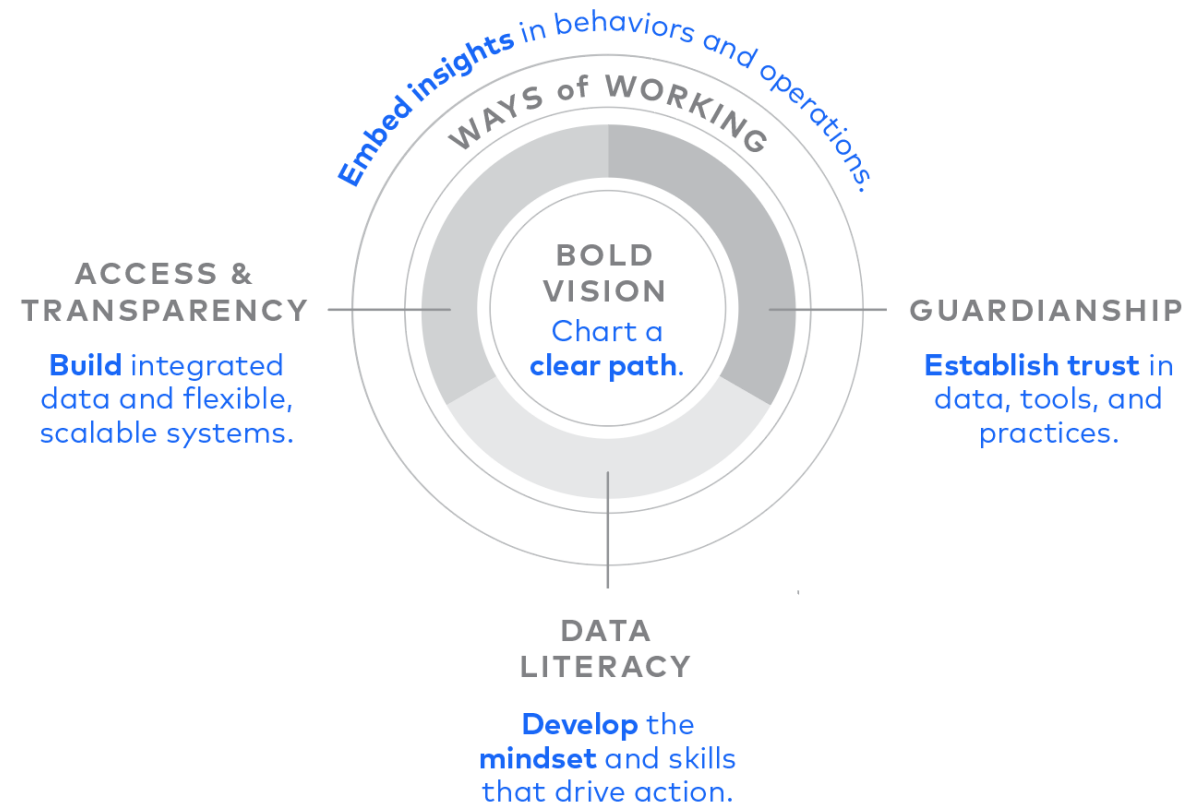 Embed insights in behaviors and operations.
WAYS of WORKING
BOLD
VISION
Chart a
clear path.
ACCESS &
TRANSPARENCY
Build integrated
data and flexible,
scalable systems.
GUARDIANSHIP
Establish trust in
data, tools, and
practices.
DATA
LITERACY
Develop the
mindset and skills
that drive action.